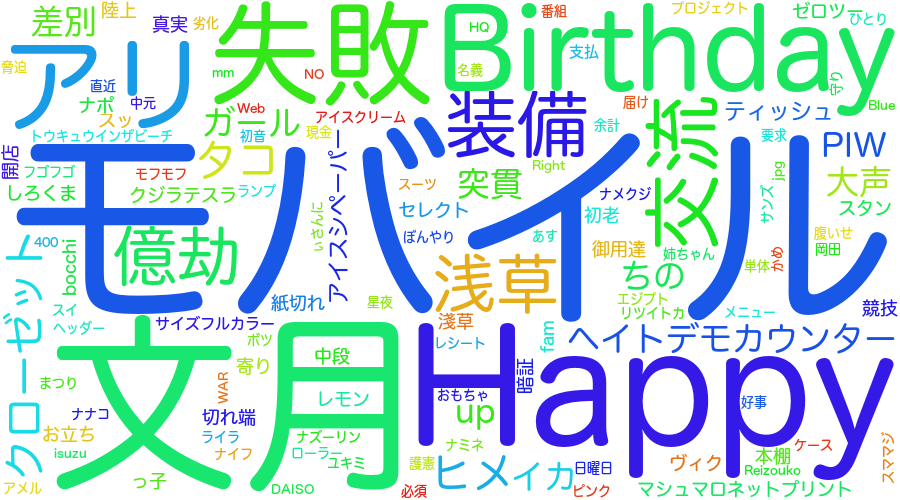 差別
陸上
真実
劣化
失敗
Birthday
HQ
番組
プロジェクト
ゼロツー
ひとり
脅迫
アリ
直近
ナポ
中元
スッ
mm
NO
Web
名義
支払
守り
Blue
ガール
アイスクリーム
装備
届け
余計
交流
ティッシュ
トウキュウインザビーチ
開店
初音
現金
タコ
要求
PIW
フゴフゴ
モフモフ
しろくま
クジラテスラ
ランプ
アイスシペーパー
スーツ
突貫
Right
ナメクジ
サンズ
jpg
大声
スタン
モバイル
セレクト
初老
400
bocchi
億劫
ぃさんに
ぼんやり
あす
御用達
姉ちゃん
腹いせ
岡田
かめ
単体
ちの
浅草
クローゼット
スイ
ヘッダー
紙切れ
星夜
エジプト
リツイトカ
メニュー
競技
サイズフルカラー
淺草
fam
ヘイトデモカウンター
ボツ
レシート
文月
Happy
中段
寄り
暗証
まつり
WAR
おもちゃ
ナナコ
切れ端
レモン
up
好事
お立ち
ライラ
ナズーリン
ナミネ
ケース
スママジ
isuzu
ナイフ
ローラー
ユキミ
護憲
ヒメイカ
日曜日
ヴィク
本棚
Reizouko
アメル
っ子
DAISO
必須
ピンク
マシュマロネットプリント